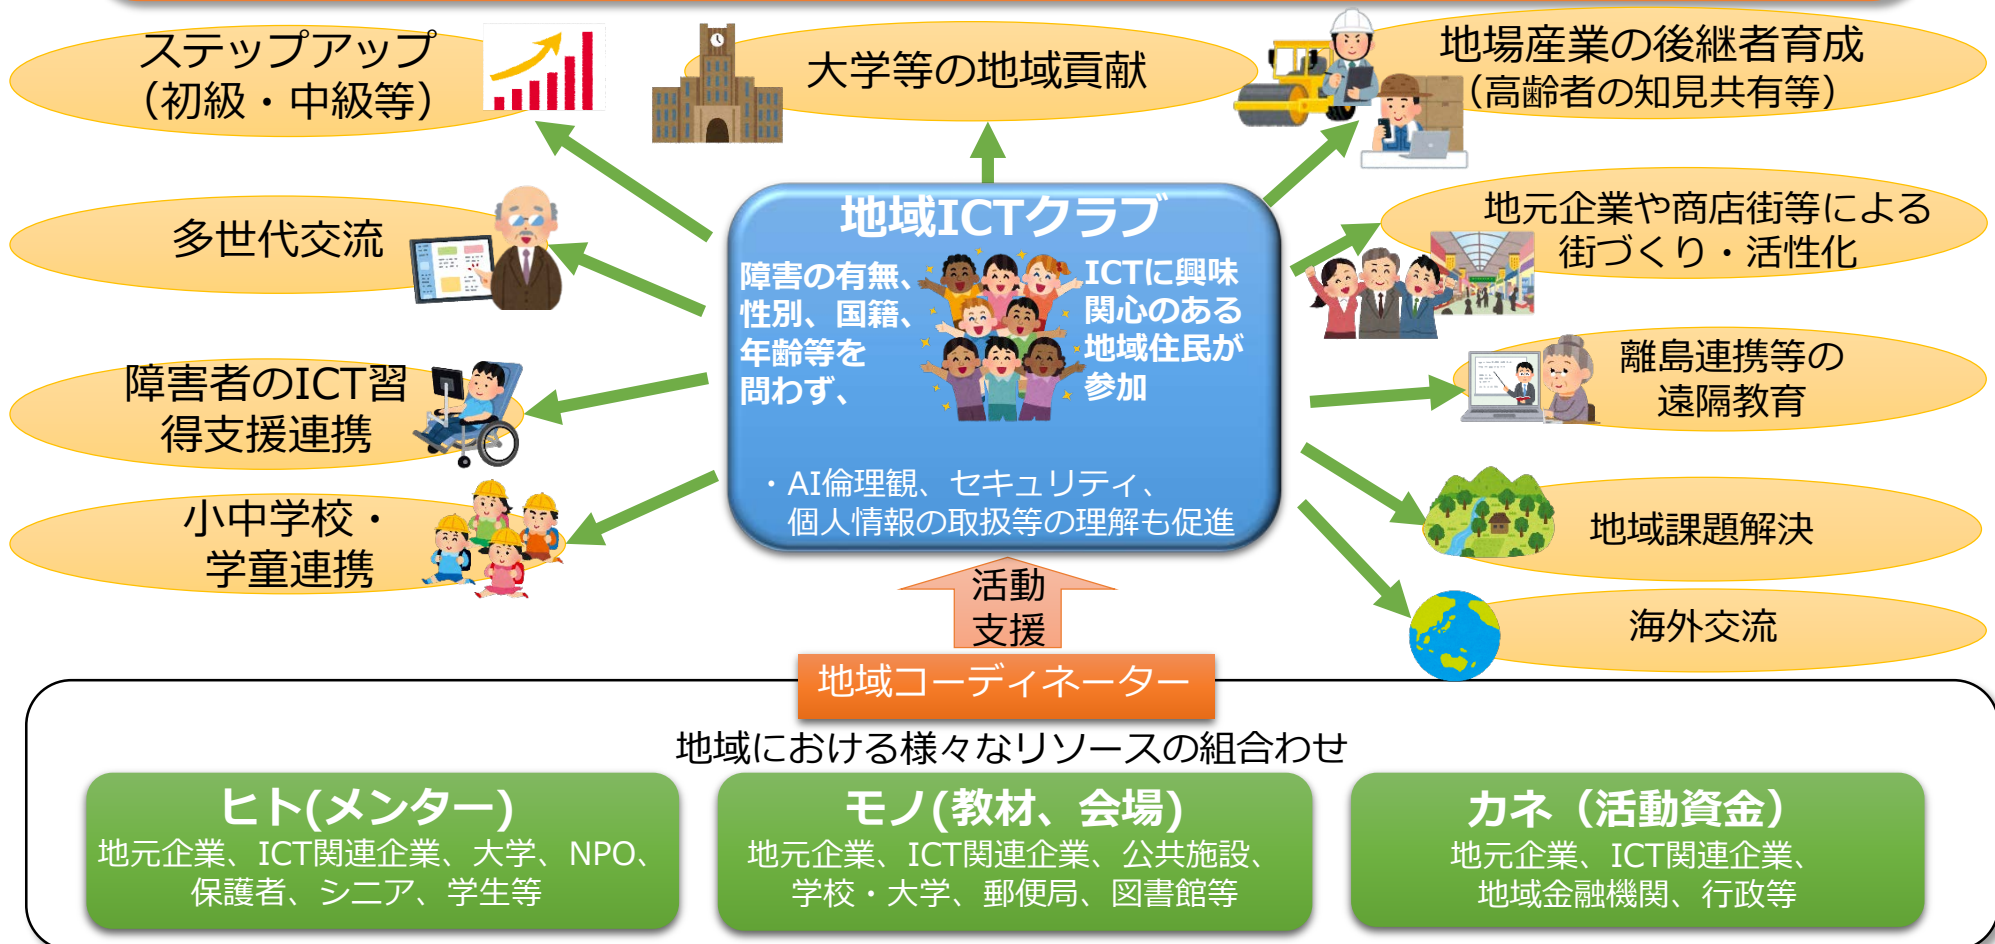 ステップアップ
（初級・中級等）
大学等の地域貢献
地場産業の後継者育成
（高齢者の知見共有等）
多世代交流
地元企業や商店街等による
街づくり・活性化
障害者のICT習
得支援連携
離島連携等の
遠隔教育
小中学校・
学童連携
地域課題解決
海外交流
地域ICTクラブ
障害の有無、
性別、国籍、
年齢等を
問わず、
ICTに興味
関心のある
地域住民が
参加
・AI倫理観、セキュリティ、
個人情報の取扱等の理解も促進
活動
支援
地域コーディネーター
地域における様々なリソースの組合わせ
ヒト(メンター)
地元企業、ICT関連企業、大学、NPO、
保護者、シニア、学生等
モノ(教材、会場)
地元企業、ICT関連企業、公共施設、
学校・大学、郵便局、図書館等
カネ（活動資金）
地元企業、ICT関連企業、
地域金融機関、行政等